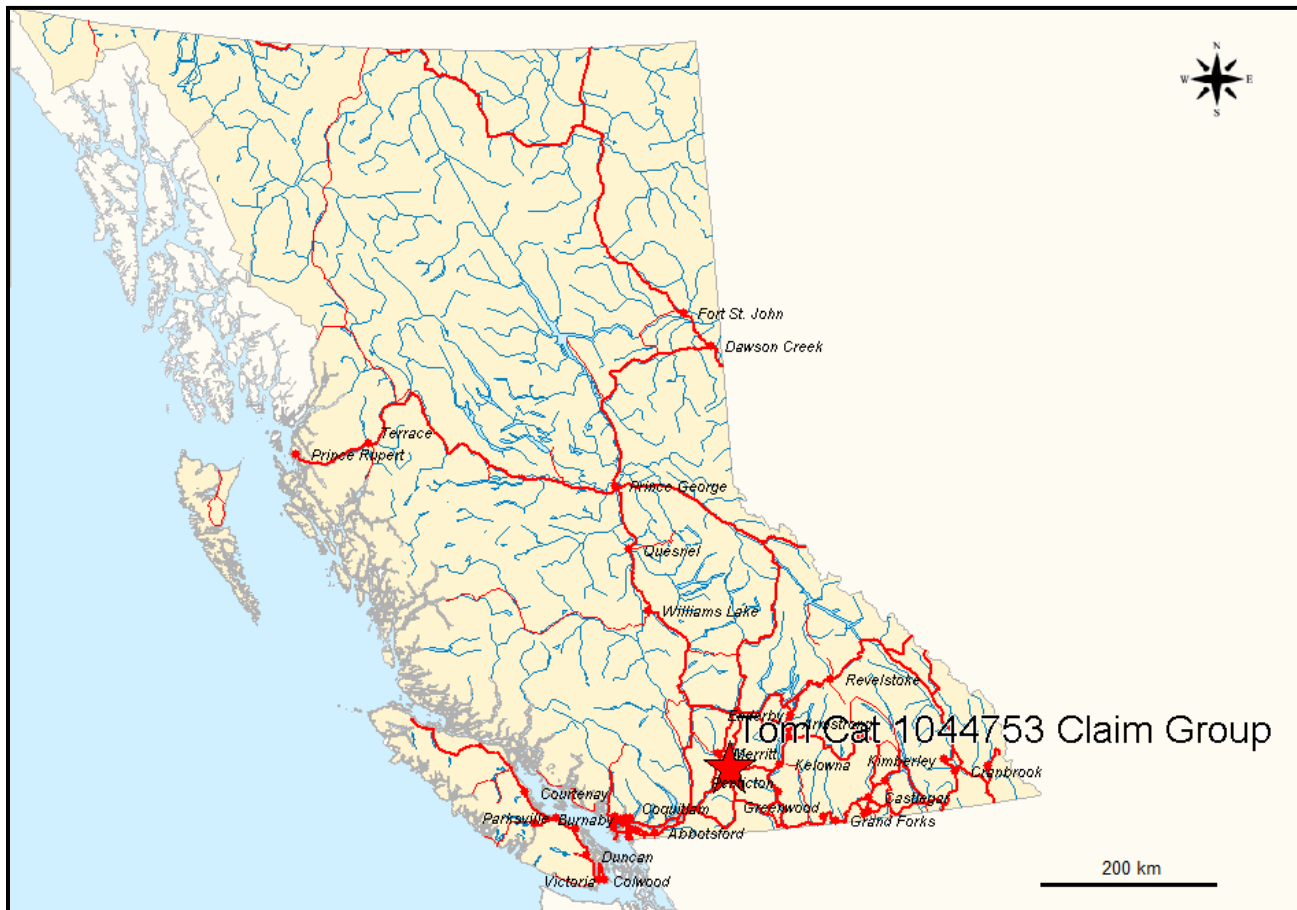 N
W E
S
Fort St. John
Dawson Creek
Terrace
Prince Rupert
Prince George
Quesnel
Williams Lake
Revelstoke
Enderby
Armstrong
Tom Cat 1044753 Claim Group
Merritt
Kelowna
Kimberley
Cranbrook
Penticton
Courtenay
Castlegar
Greenwood
Coquitlam
Parksville
Burnaby
Grand Forks
Abbotsford
Duncan
200 km
Victoria
Colwood